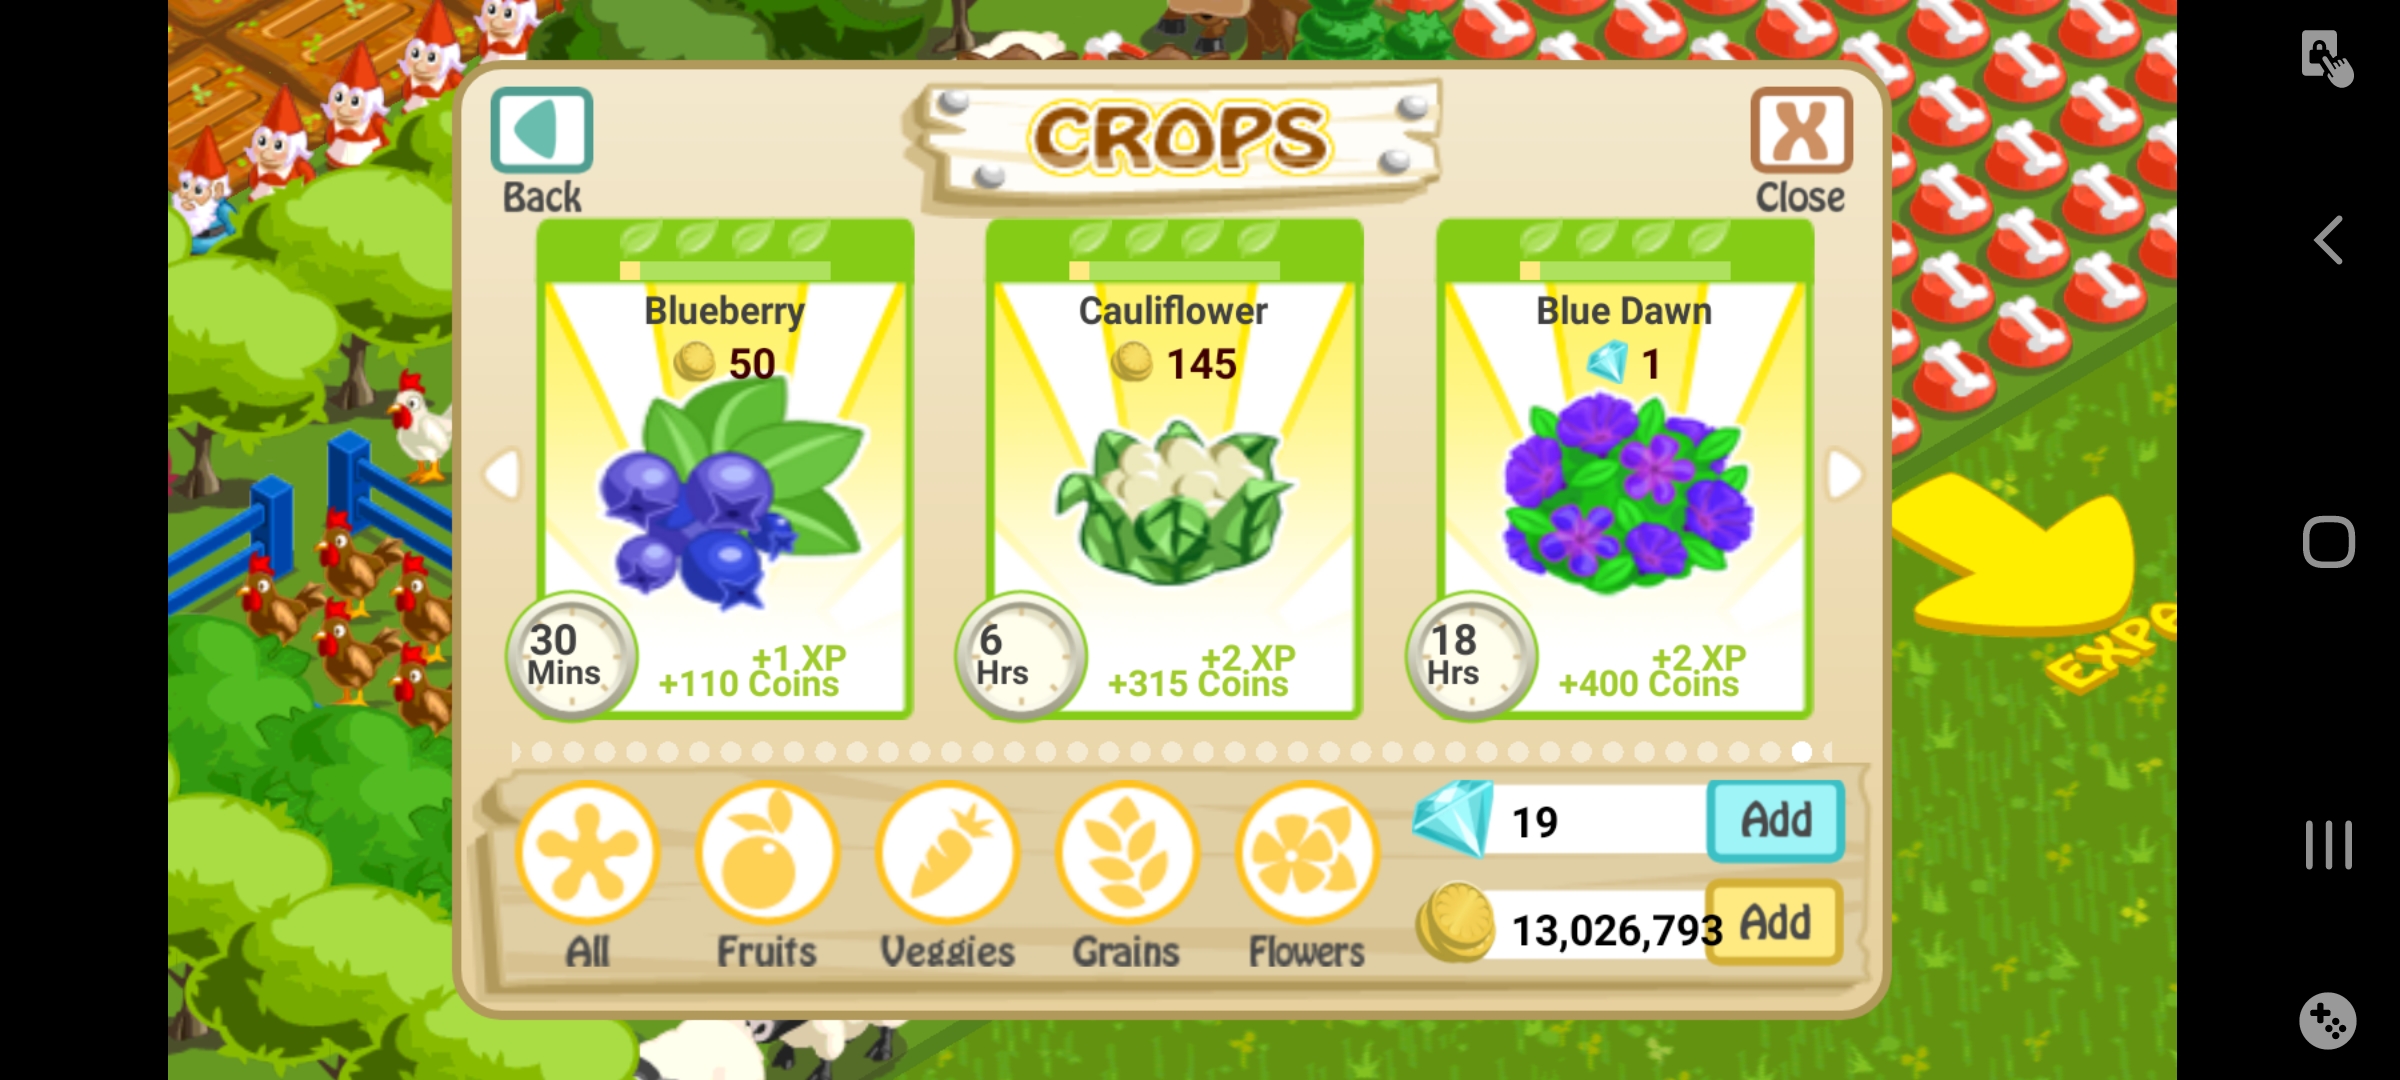 CROPS
Back
Close
Blueberry
50
30
Mins
+1 XP
+110 Coins
Cauliflower
145
6
Hrs
+2 XP
+315 Coins
Blue Dawn
1
18
Hrs
+2 XP
+400 Coins
EXPA
All
Fruits
Veggies
Grains
Flowers
19
Add
13,026,793
Add